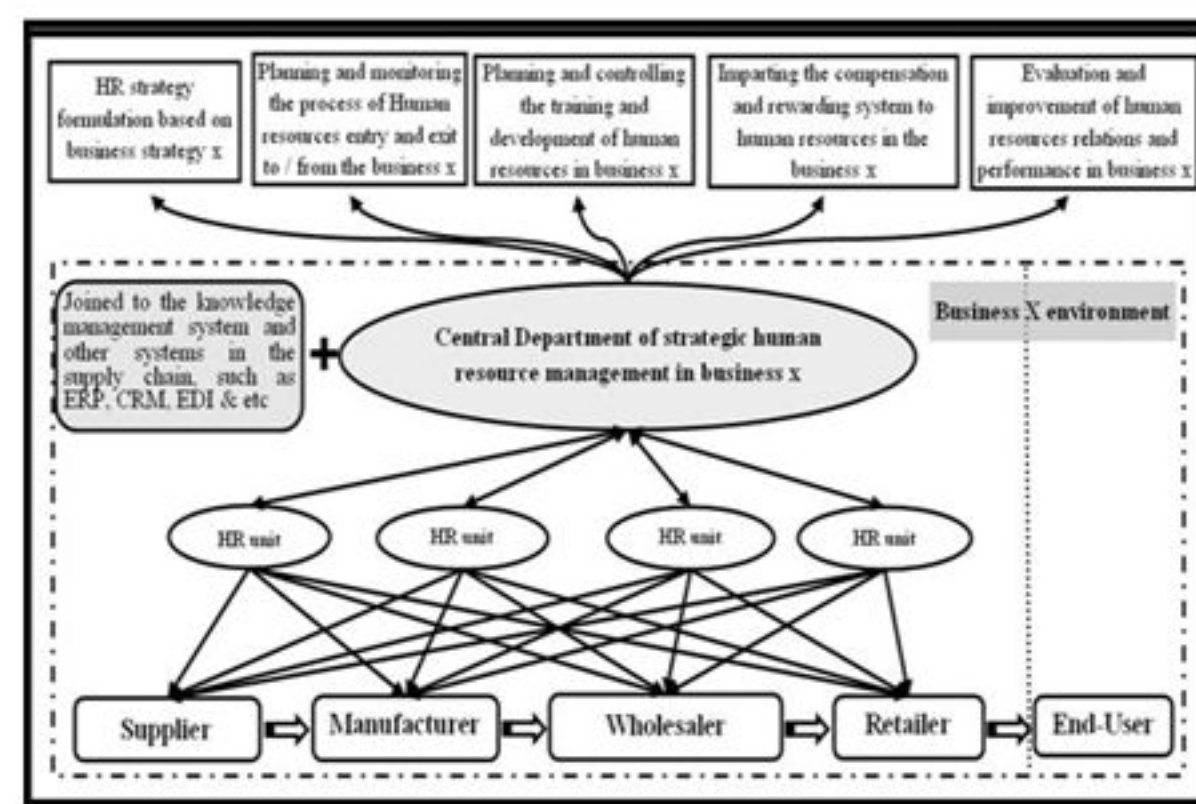 HR strategy
formulation based on
business strategy x
Planning and monitoring
the process of Human
resources entry and exit
to / from the business x
Planning and controlling
the training and
development of human
resources in business x
Imparting the compensation
and rewarding system to
human resources in the
business x
Evaluation and
improvement of human
resources relations and
performance in business x
Joined to the knowledge
management system and
other systems in the
supply chain, such as
ERP, CRM, EDI & etc
+
Central Department of strategic human
resource management in business x
Business X environment
HR unit
HR unit
HR unit
HR unit
Supplier
Manufacturer
Wholesaler
Retailer
End-User